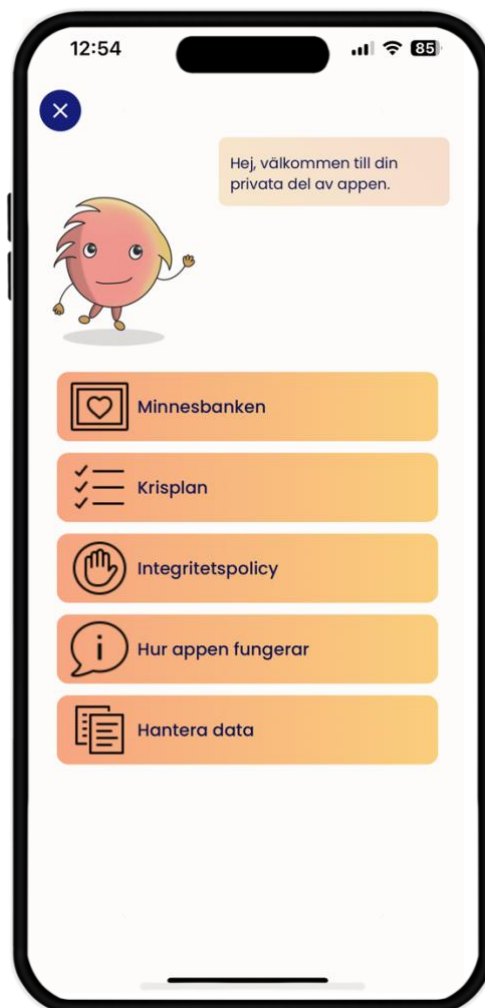 12:54
85
Hej, välkommen till din
privata del av appen.
Minnesbanken
Krisplan
Integritetspolicy
Hur appen fungerar
Hantera data